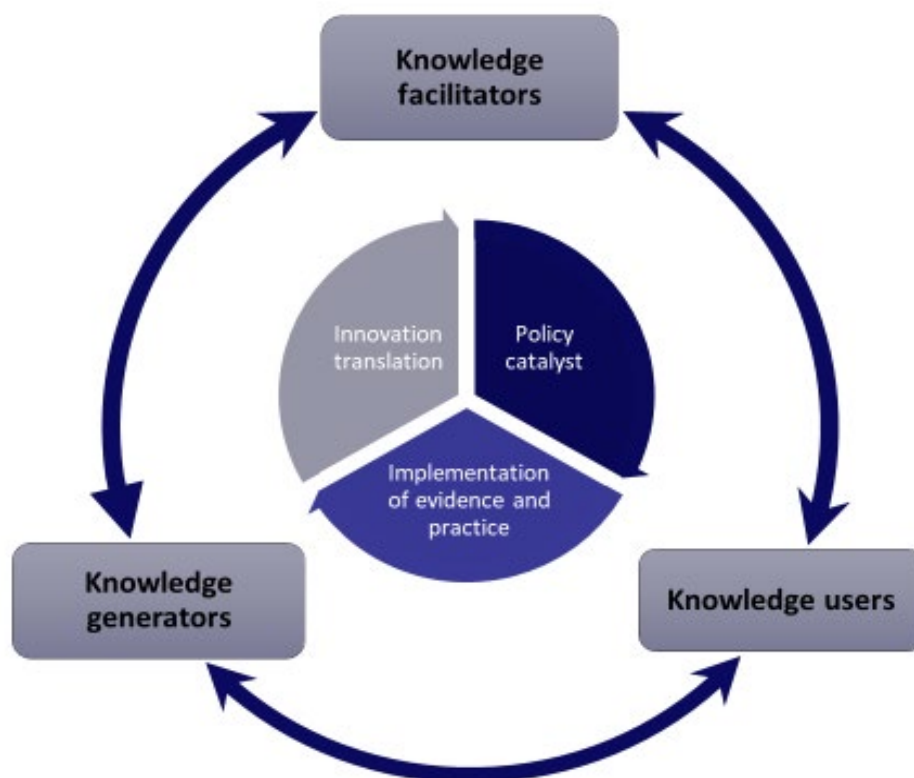 Knowledge
facilitators
Innovation
translation
Policy
catalyst
Implementation
of evidence and
practice
Knowledge
generators
Knowledge users